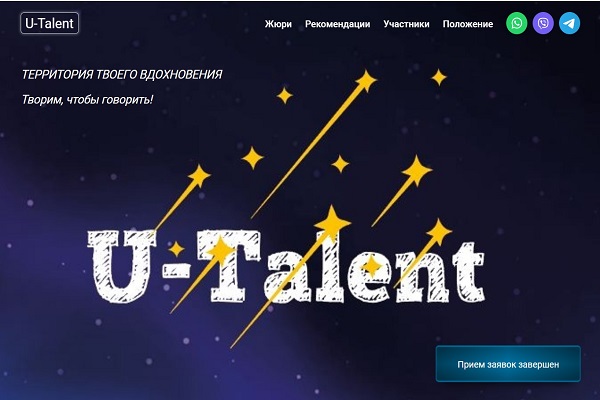 U-Talent
Жюри Рекомендации Участники Положение
ТЕРРИТОРИЯ ТВОЕГО ВДОХНОВЕНИЯ
Творим, чтобы говорить!
U-Talent
Прием заявок завершен